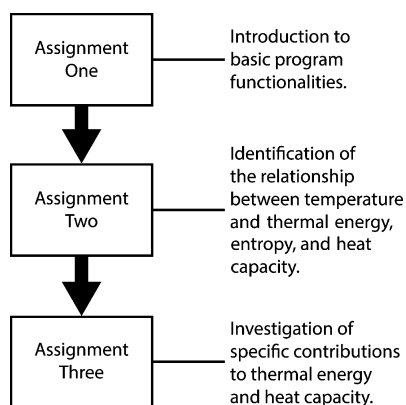 Assignment
One
Introduction to
basic program
functionalities.
Assignment
Two
Identification of
the relationship
between temperature
and thermal energy,
entropy, and heat
capacity.
Assignment
Three
Investigation of
specific contributions
to thermal energy
and heat capacity.